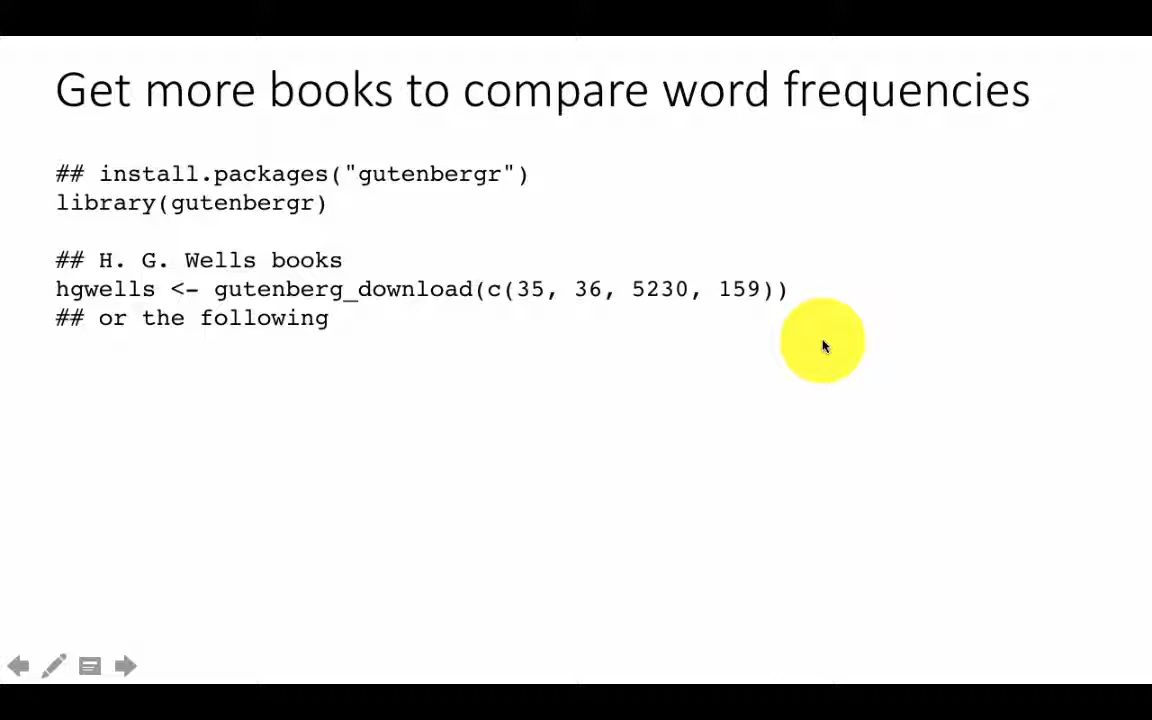 Get more books to compare word frequencies
## install.packages("gutenbergr")
library(gutenbergr)
## H. G. Wells books
hgwells <- gutenberg_download(c(35, 36, 5230, 159))
## or the following